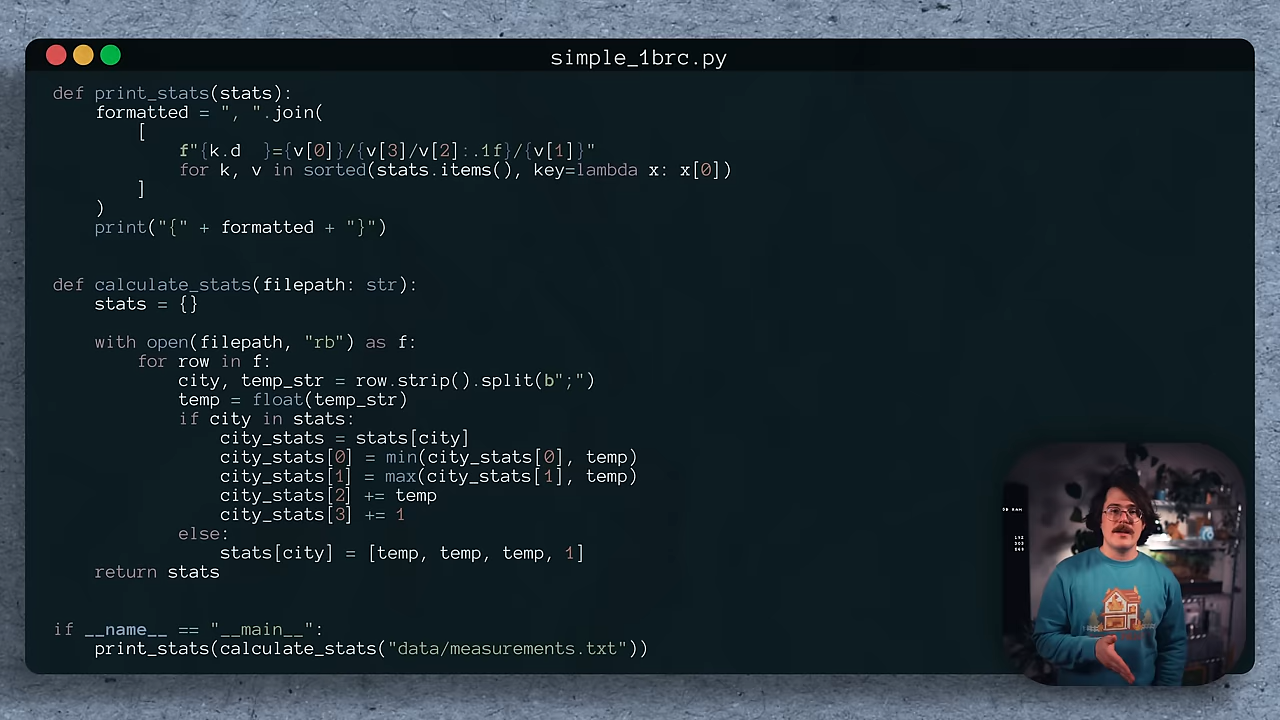 simple_1brc.py
def print_stats(stats):
    formatted = ", ".join(
        [
            f"{k.d  }={v[0]}/{v[3]/v[2]:.1f}/{v[1]}"
            for k, v in sorted(stats.items(), key=lambda x: x[0])
        ]
    )
    print("{" + formatted + "}")
def calculate_stats(filepath: str):
    stats = {}
    with open(filepath, "rb") as f:
        for row in f:
            city, temp_str = row.strip().split(b";")
            temp = float(temp_str)
            if city in stats:
                city_stats = stats[city]
                city_stats[0] = min(city_stats[0], temp)
                city_stats[1] = max(city_stats[1], temp)
                city_stats[2] += temp
                city_stats[3] += 1
            else:
                stats[city] = [temp, temp, temp, 1]
    return stats
if __name__ == "__main__":
    print_stats(calculate_stats("data/measurements.txt"))